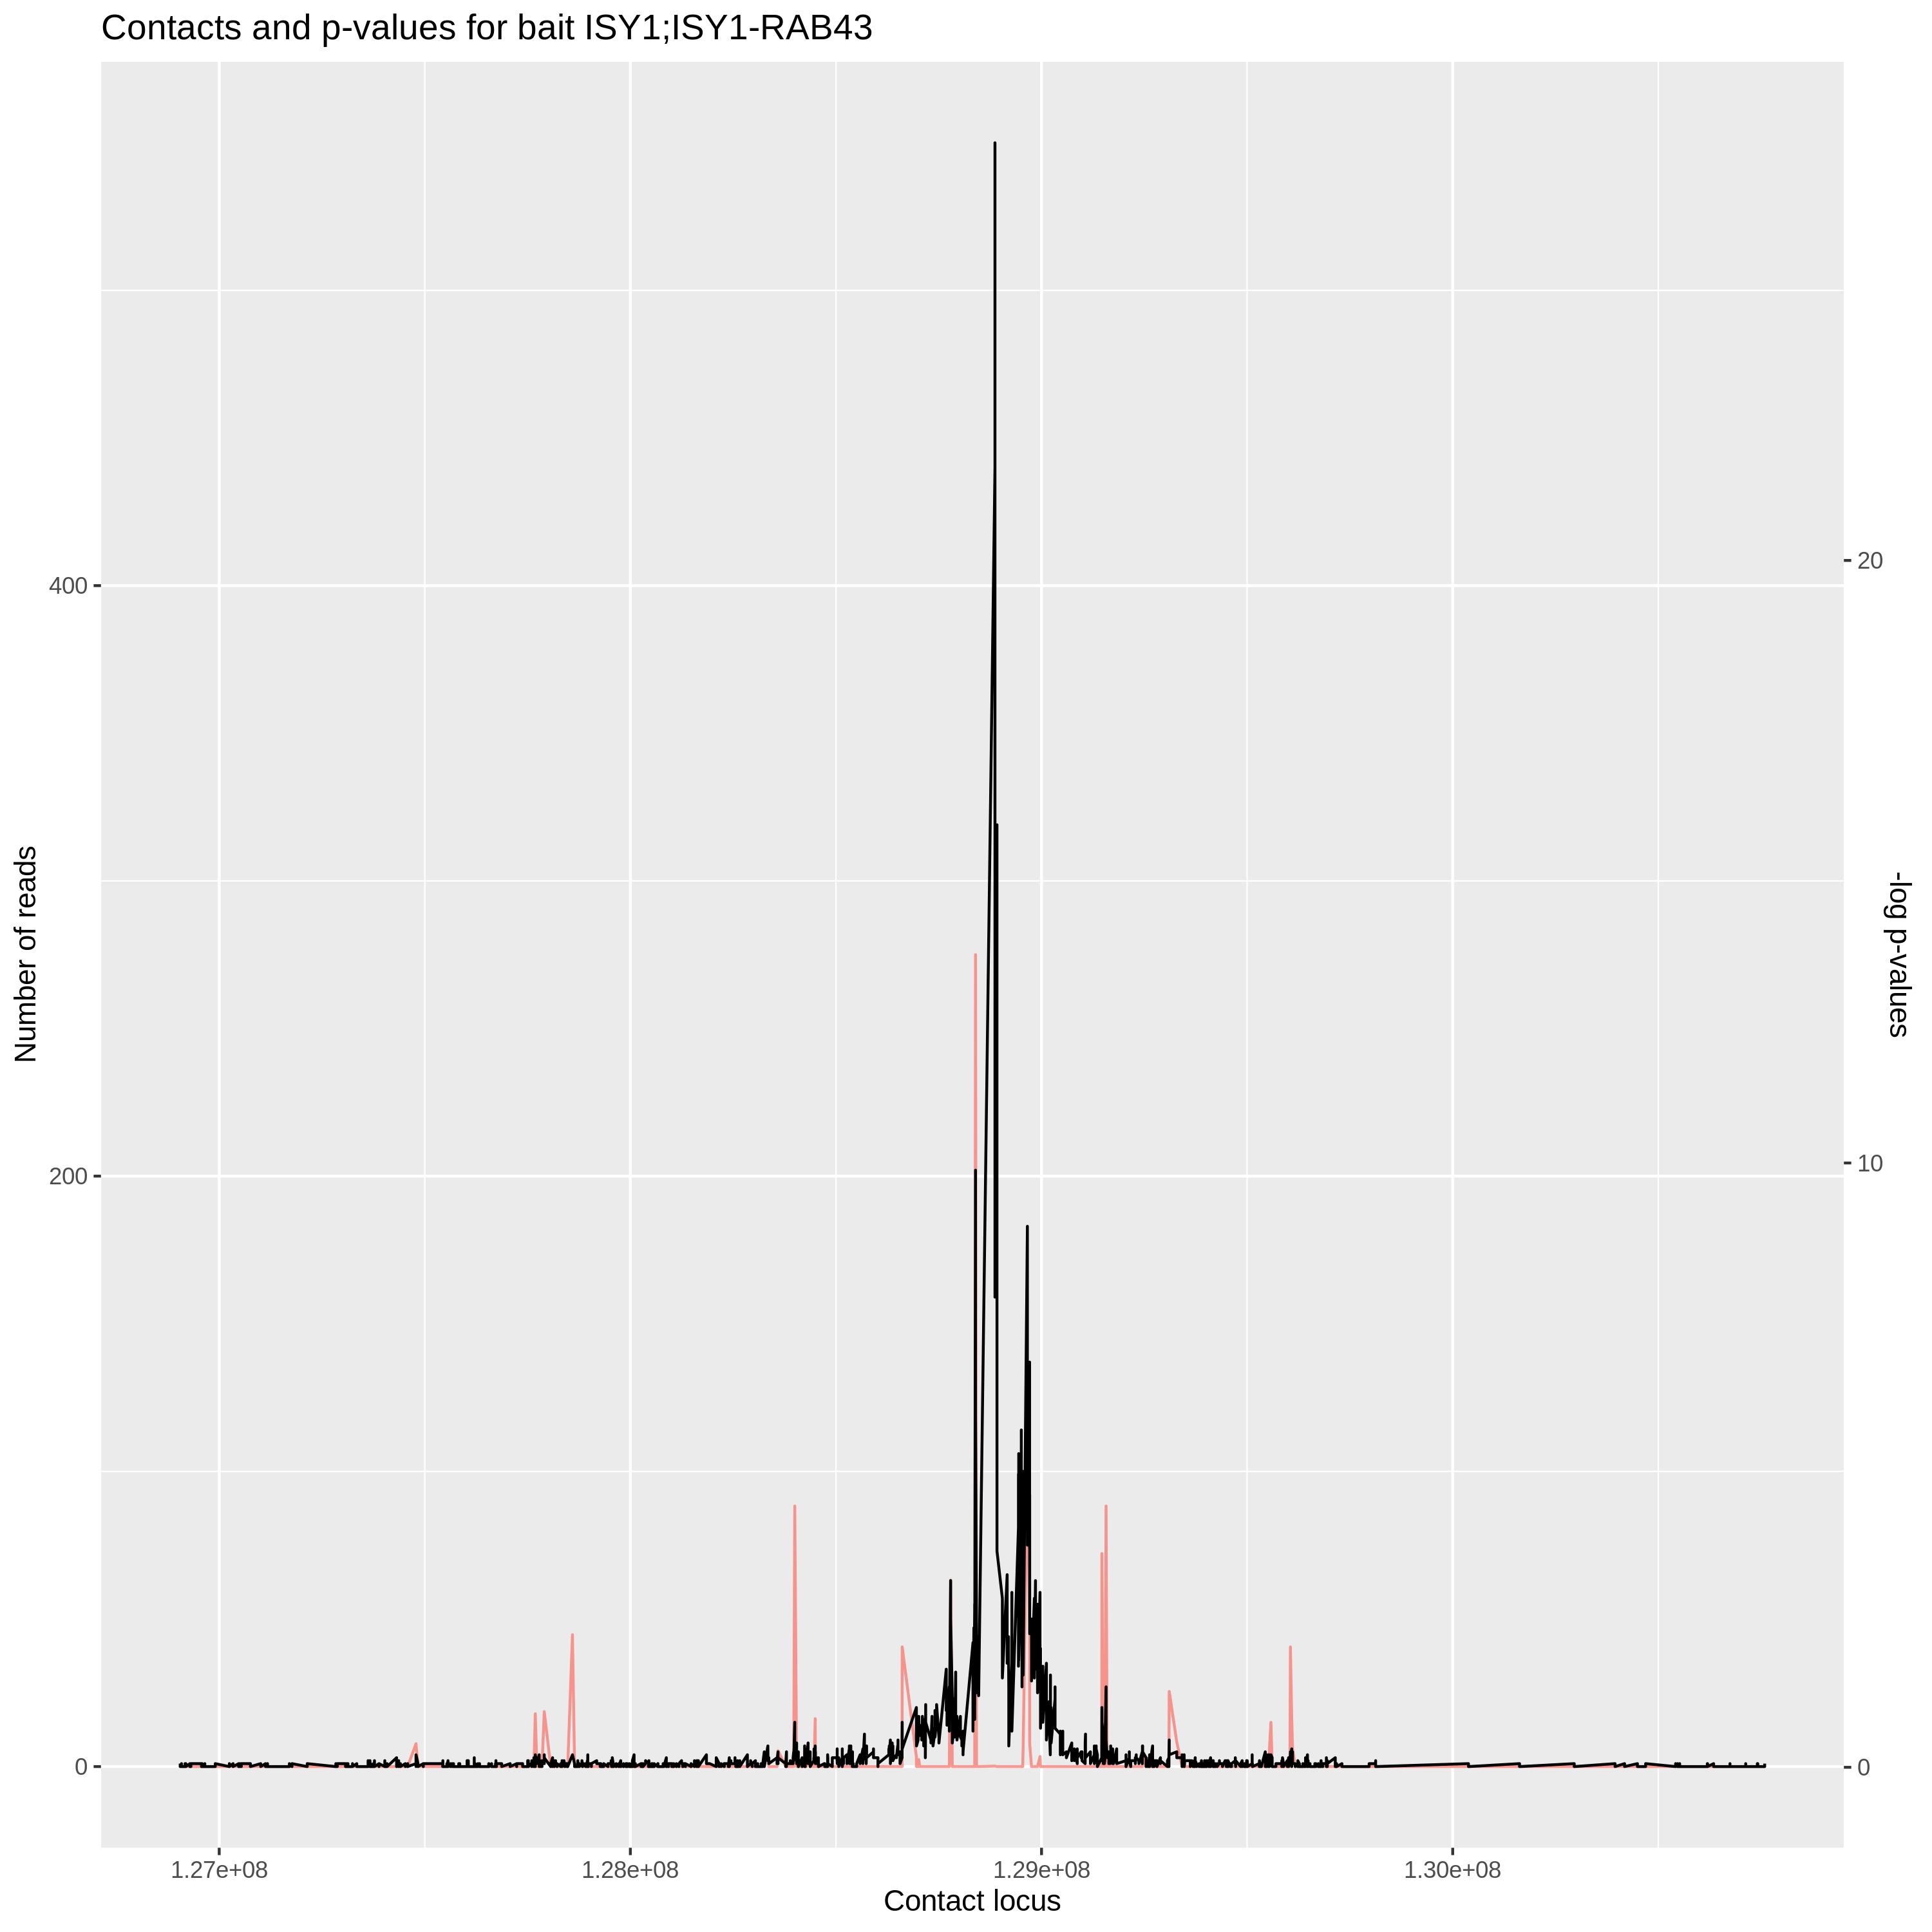 Contacts and p-values for bait ISY1;ISY1-RAB43
Number of reads
400
200
0
20
10
0
-log p-values
1.27e+08
1.28e+08
1.29e+08
1.30e+08
Contact locus